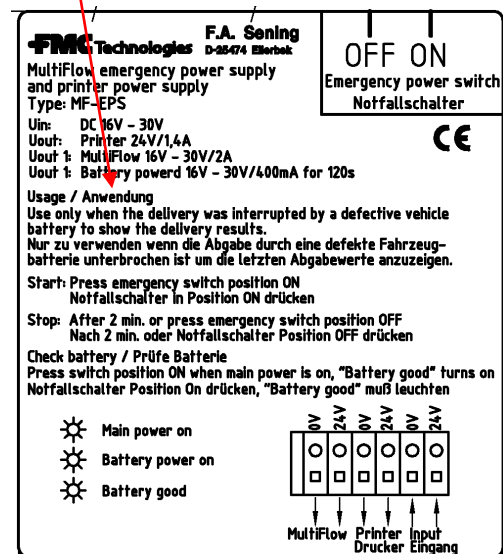 FMC Technologies
F.A. Sening
D-25474 Ellerbek
OFF ON
Emergency power switch
Notfallschalter
MultiFlow emergency power supply
and printer power supply
Type: MF-EPS
Uin: DC 16V - 30V
Uout: Printer 24V/1,4A
Uout 1: MultiFlow 16V - 30V/2A
Uout 1: Battery powerd 16V - 30V/400mA for 120s
CE
Usage / Anwendung
Use only when the delivery was interrupted by a defective vehicle
battery to show the delivery results.
Nur zu verwenden wenn die Abgabe durch eine defekte Fahrzeug-
batterie unterbrochen ist um die letzten Abgabewerte anzuzeigen.
Start: Press emergency switch position ON
Notfallschalter in Position ON drücken
Stop: After 2 min. or press emergency switch position OFF
Nach 2 min. oder Notfallschalter Position OFF drücken
Check battery / Prüfe Batterie
Press switch position ON when main power is on, "Battery good" turns on
Notfallschalter Position On drücken, "Battery good" muß leuchten
Main power on
Battery power on
Battery good
0V 24V 0V 24V 0V 24V
MultiFlow Printer Input
Drucker Eingang